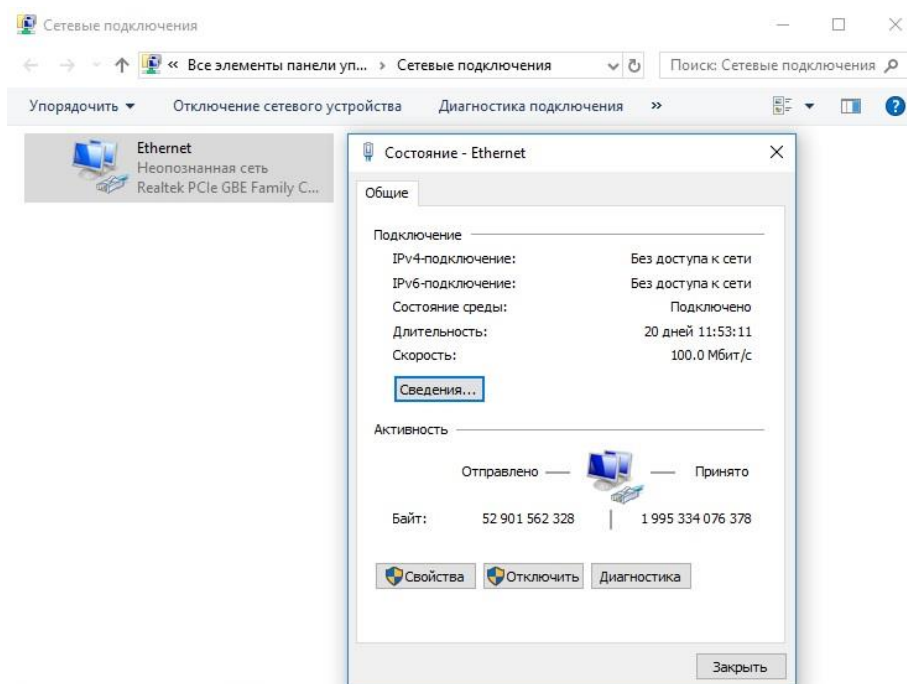 Сетевые подключения
« Все элементы панели уп... › Сетевые подключения
Поиск: Сетевые подключения
Упорядочить ▾ Отключение сетевого устройства Диагностика подключения »
Ethernet
Неопознанная сеть
Realtek PCIe GBE Family C...
Состояние - Ethernet
Общие
Подключение
IPv4-подключение: Без доступа к сети
IPv6-подключение: Без доступа к сети
Состояние среды: Подключено
Длительность: 20 дней 11:53:11
Скорость: 100.0 Мбит/с
Сведения...
Активность
Отправлено — — Принято
Байт: 52 901 562 328 | 1 995 334 076 378
Свойства Отключить Диагностика
Закрыть